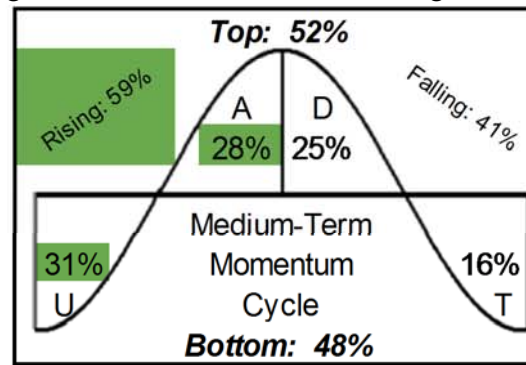 Top: 52%
Rising: 59%
Falling: 41%
A D
28% 25%
Medium-Term
31% Momentum 16%
U Cycle T
Bottom: 48%